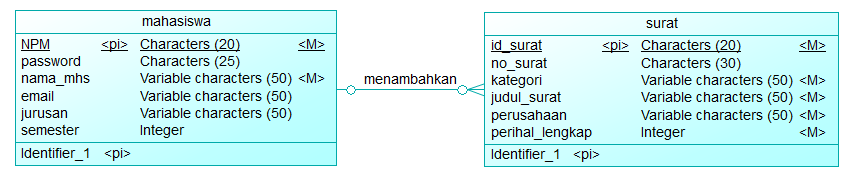 mahasiswa
NPM <pi> Characters (20) <M>
password Characters (25)
nama_mhs Variable characters (50) <M>
email Variable characters (50)
jurusan Variable characters (50)
semester Integer
Identifier_1 <pi>
menambahkan
surat
id_surat <pi> Characters (20) <M>
no_surat Characters (30)
kategori Variable characters (50) <M>
judul_surat Variable characters (50) <M>
perusahaan Variable characters (50) <M>
perihal_lengkap Integer <M>
Identifier_1 <pi>